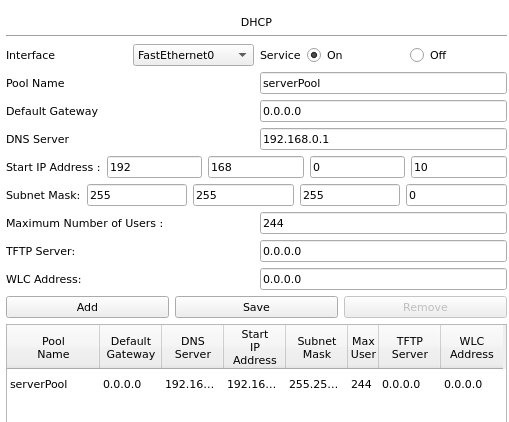 DHCP
Interface FastEthernet0 Service On Off
Pool Name serverPool
Default Gateway 0.0.0.0
DNS Server 192.168.0.1
Start IP Address : 192 168 0 10
Subnet Mask: 255 255 255 0
Maximum Number of Users : 244
TFTP Server: 0.0.0.0
WLC Address: 0.0.0.0
Add Save Remove
Pool Name Default Gateway DNS Server Start IP Address Subnet Mask Max User TFTP Server WLC Address
serverPool 0.0.0.0 192.16... 192.16... 255.25... 244 0.0.0.0 0.0.0.0